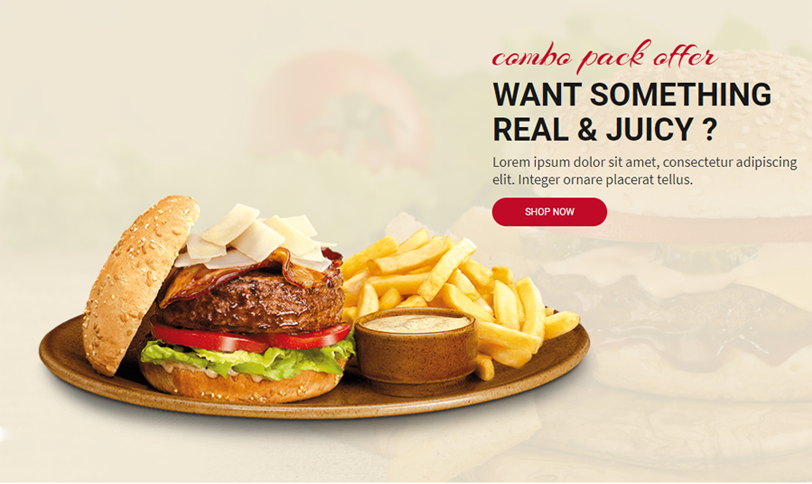 combo pack offer
WANT SOMETHING
REAL & JUICY ?
Lorem ipsum dolor sit amet, consectetur adipiscing
elit. Integer ornare placerat tellus.
SHOP NOW